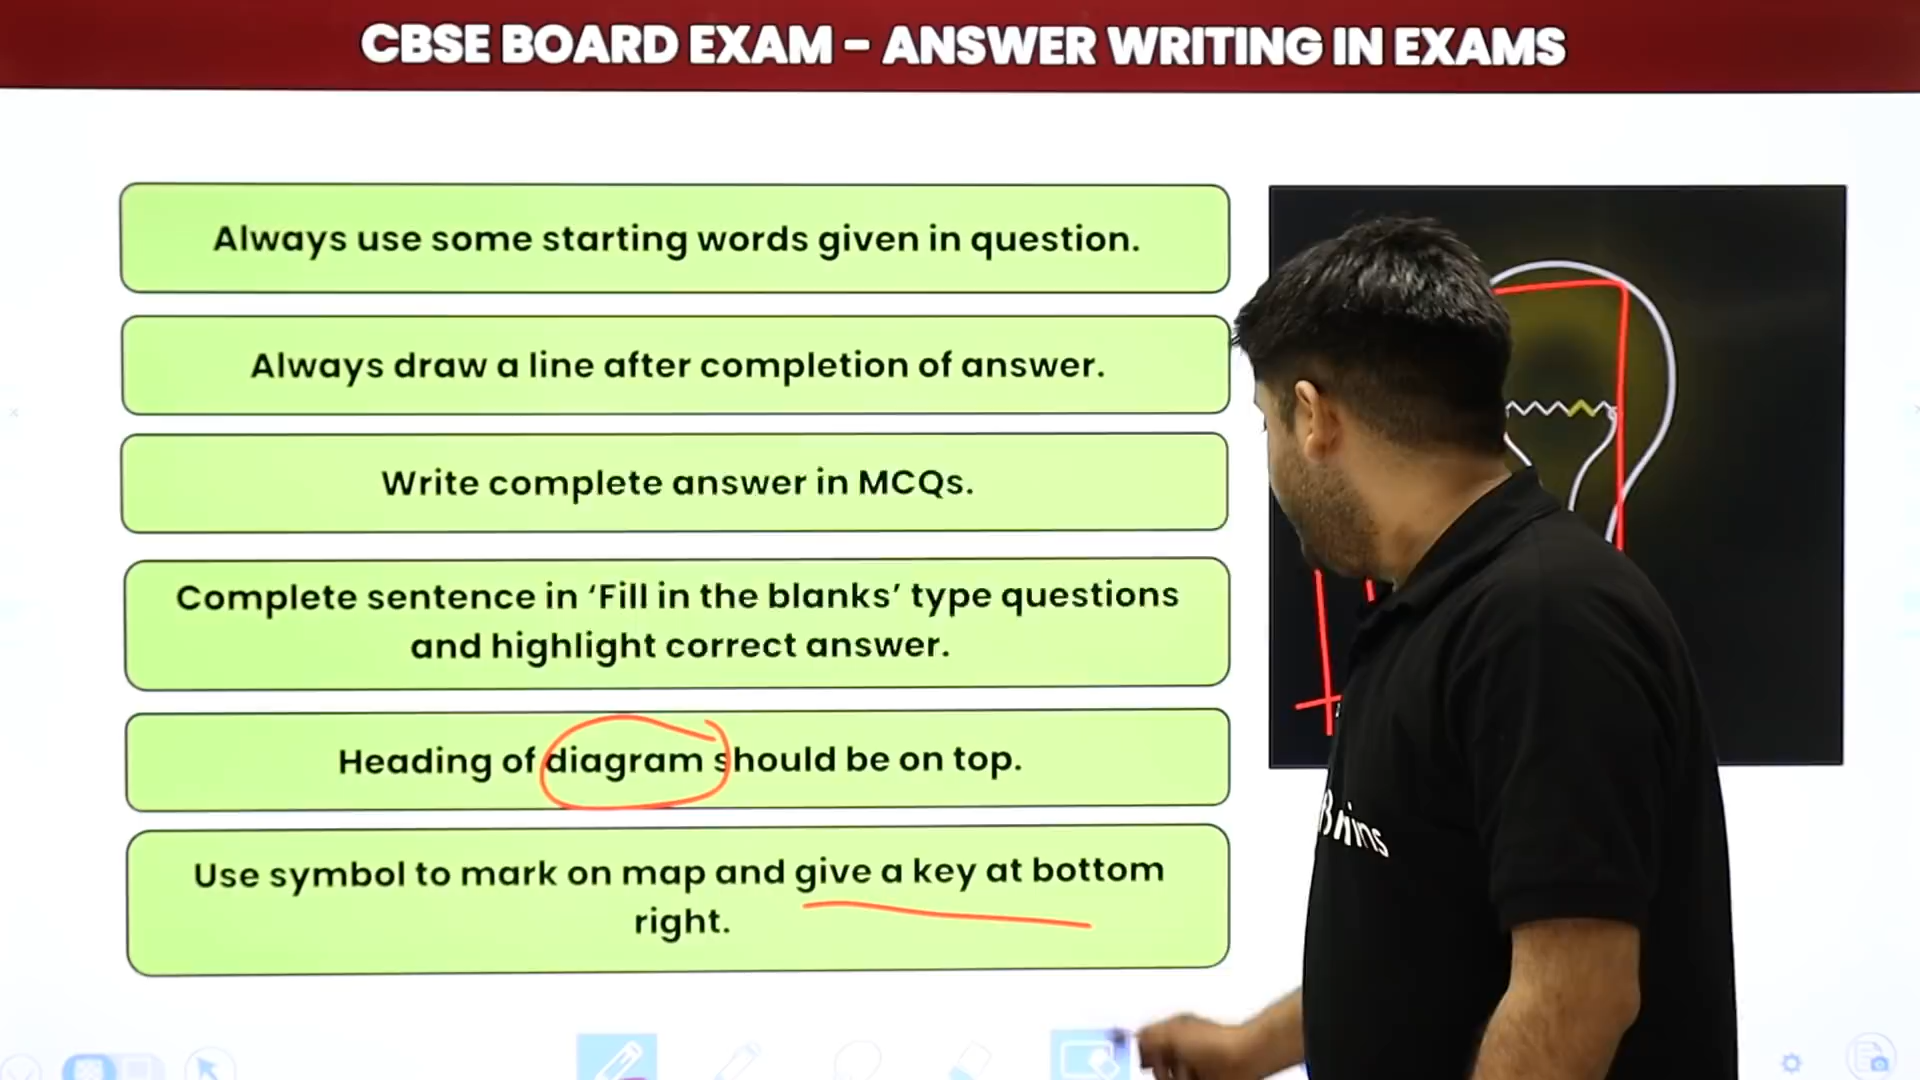 CBSE BOARD EXAM - ANSWER WRITING IN EXAMS
Always use some starting words given in question.
Always draw a line after completion of answer.
Write complete answer in MCQs.
Complete sentence in ‘Fill in the blanks’ type questions
and highlight correct answer.
Heading of diagram should be on top.
Use symbol to mark on map and give a key at bottom
right.